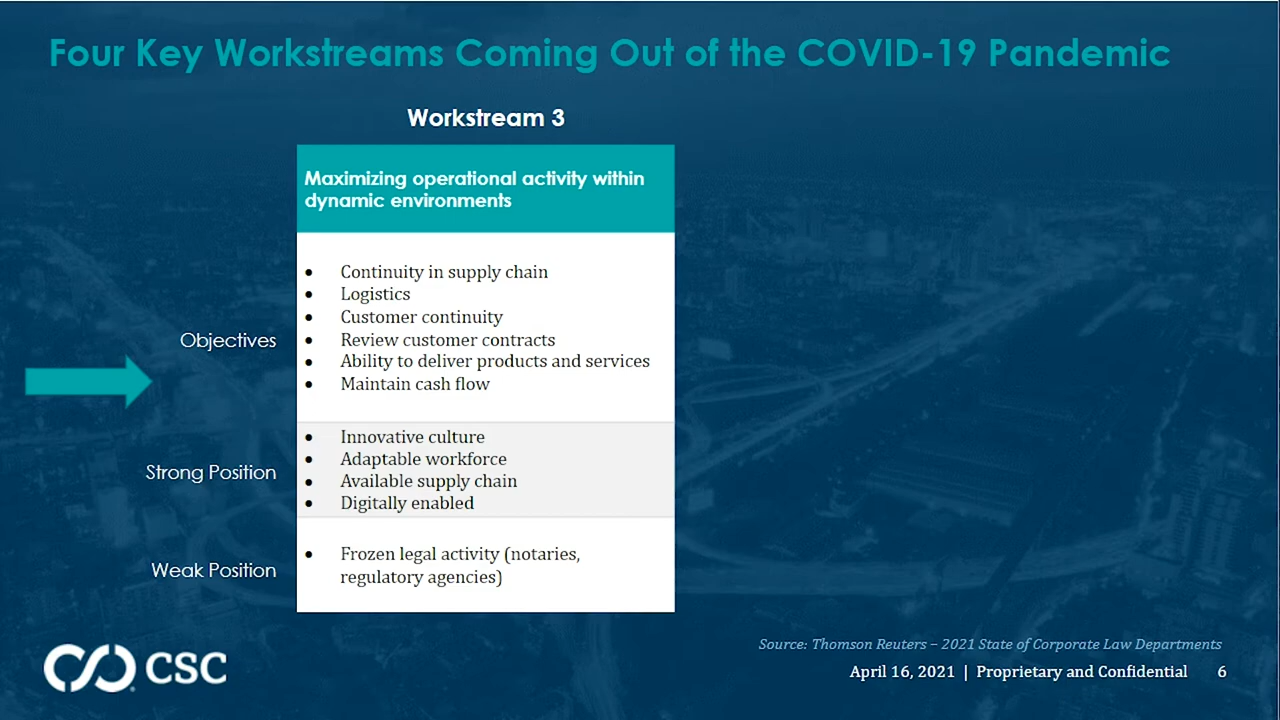 Four Key Workstreams Coming Out of the COVID-19 Pandemic
Workstream 3
Maximizing operational activity within
dynamic environments
Objectives
• Continuity in supply chain
• Logistics
• Customer continuity
• Review customer contracts
• Ability to deliver products and services
• Maintain cash flow
Strong Position
• Innovative culture
• Adaptable workforce
• Available supply chain
• Digitally enabled
Weak Position
• Frozen legal activity (notaries,
regulatory agencies)
Source: Thomson Reuters – 2021 State of Corporate Law Departments
CSC
April 16, 2021 | Proprietary and Confidential 6